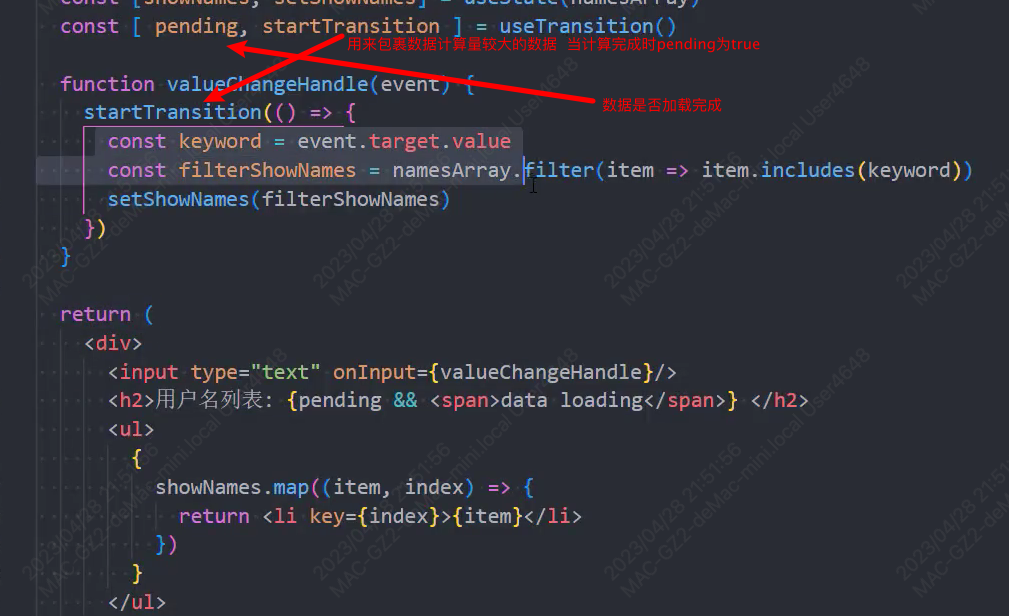 const [showNames, setShowNames] = useState(namesArray)
const [ pending, startTransition ] = useTransition()
用来包裹数据计算量较大的数据 当计算完成时pending为true
function valueChangeHandle(event) {
数据是否加载完成
startTransition(() => {
const keyword = event.target.value
const filterShowNames = namesArray.filter(item => item.includes(keyword))
setShowNames(filterShowNames)
})
}
return (
<div>
<input type="text" onInput={valueChangeHandle}/>
<h2>用户名列表: {pending && <span>data loading</span>} </h2>
<ul>
{
showNames.map((item, index) => {
return <li key={index}>{item}</li>
})
}
</ul>
2023/04/28 21:51:56
MAC-GZ2-deMac-mini.local User4648